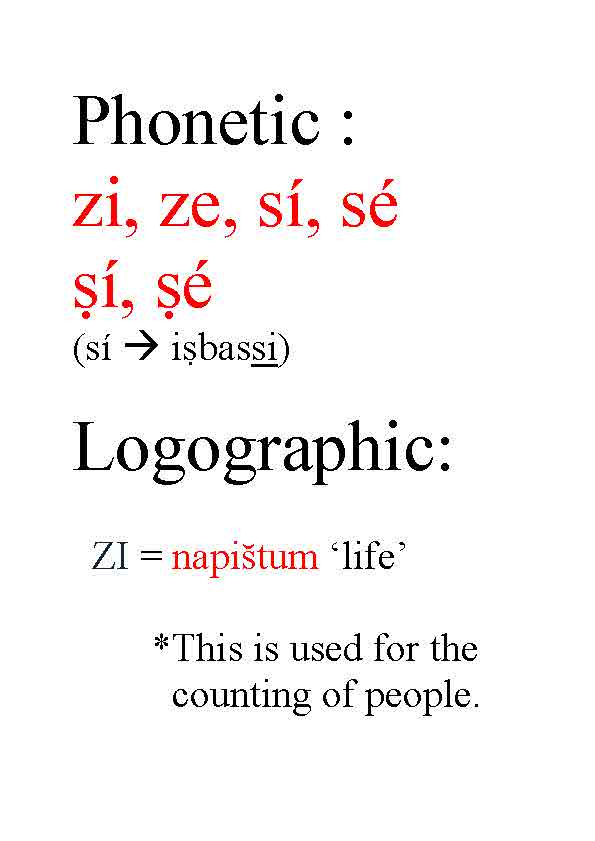 Phonetic :
zi, ze, sí, sé
ṣí, ṣé
(sí → iṣbassi)
Logographic:
ZI = napištum ‘life’
*This is used for the
counting of people.